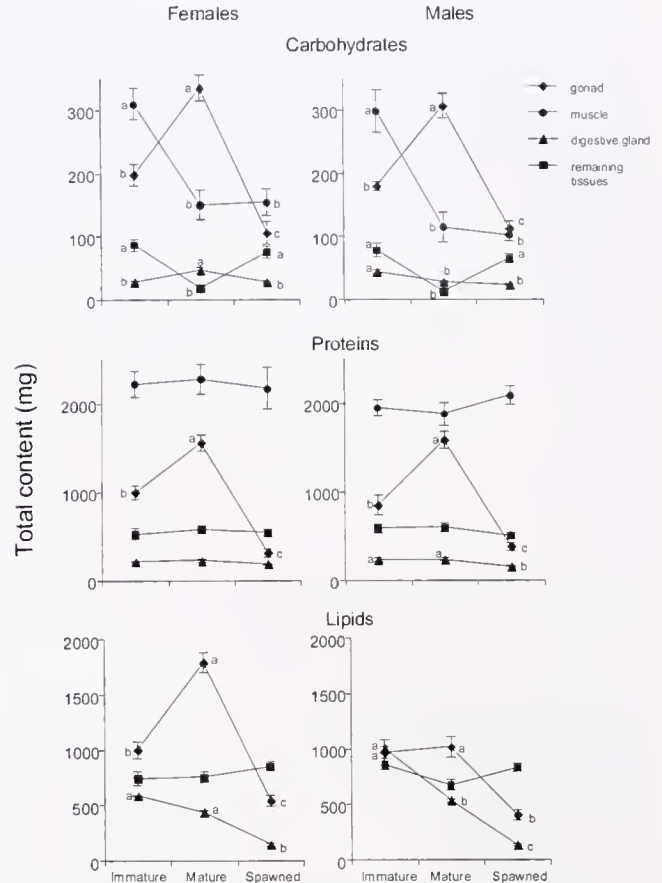 Females Males
Carbohydrates
gonad
muscle
digestive gland
remaining
tissues
300
200
100
0
a
b
a
b
a
b
a
b
b
c
a
b
300
200
100
0
a
b
a
a
a
b
b
b
c
b
a
b
Total content (mg)
Proteins
2000
1000
0
b
a
c
2000
1000
0
b
a
a
a
c
b
Lipids
2000
1500
1000
500
0
b
a
a
a
c
b
Immature Mature Spawned
2000
1500
1000
500
0
a
a
a
b
b
c
Immature Mature Spawned